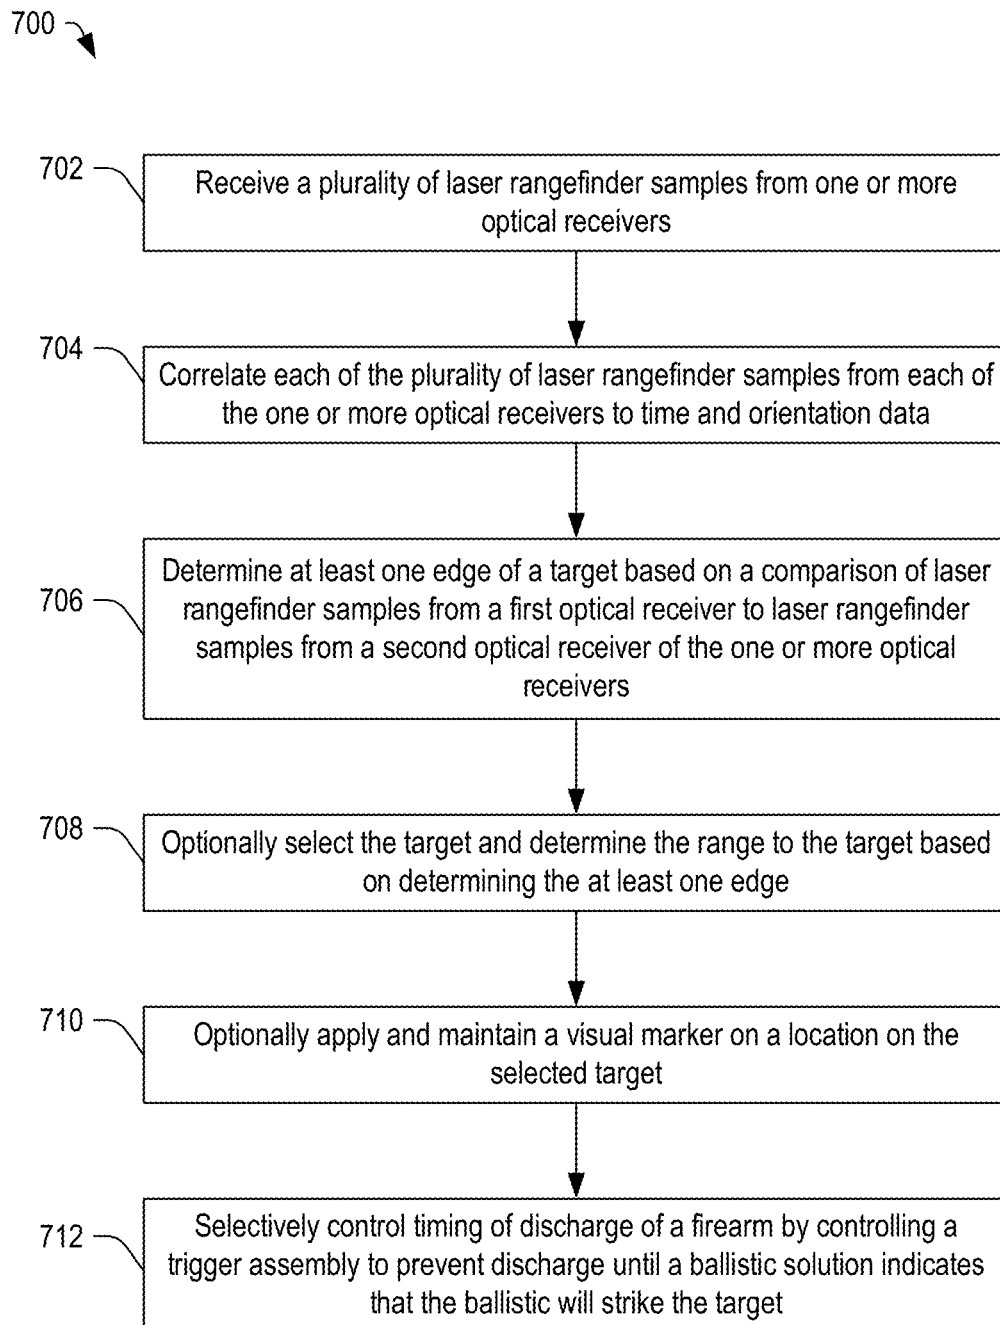 700
702
Receive a plurality of laser rangefinder samples from one or more
optical receivers
704
Correlate each of the plurality of laser rangefinder samples from each of
the one or more optical receivers to time and orientation data
706
Determine at least one edge of a target based on a comparison of laser
rangefinder samples from a first optical receiver to laser rangefinder
samples from a second optical receiver of the one or more optical
receivers
708
Optionally select the target and determine the range to the target based
on determining the at least one edge
710
Optionally apply and maintain a visual marker on a location on the
selected target
712
Selectively control timing of discharge of a firearm by controlling a
trigger assembly to prevent discharge until a ballistic solution indicates
that the ballistic will strike the target